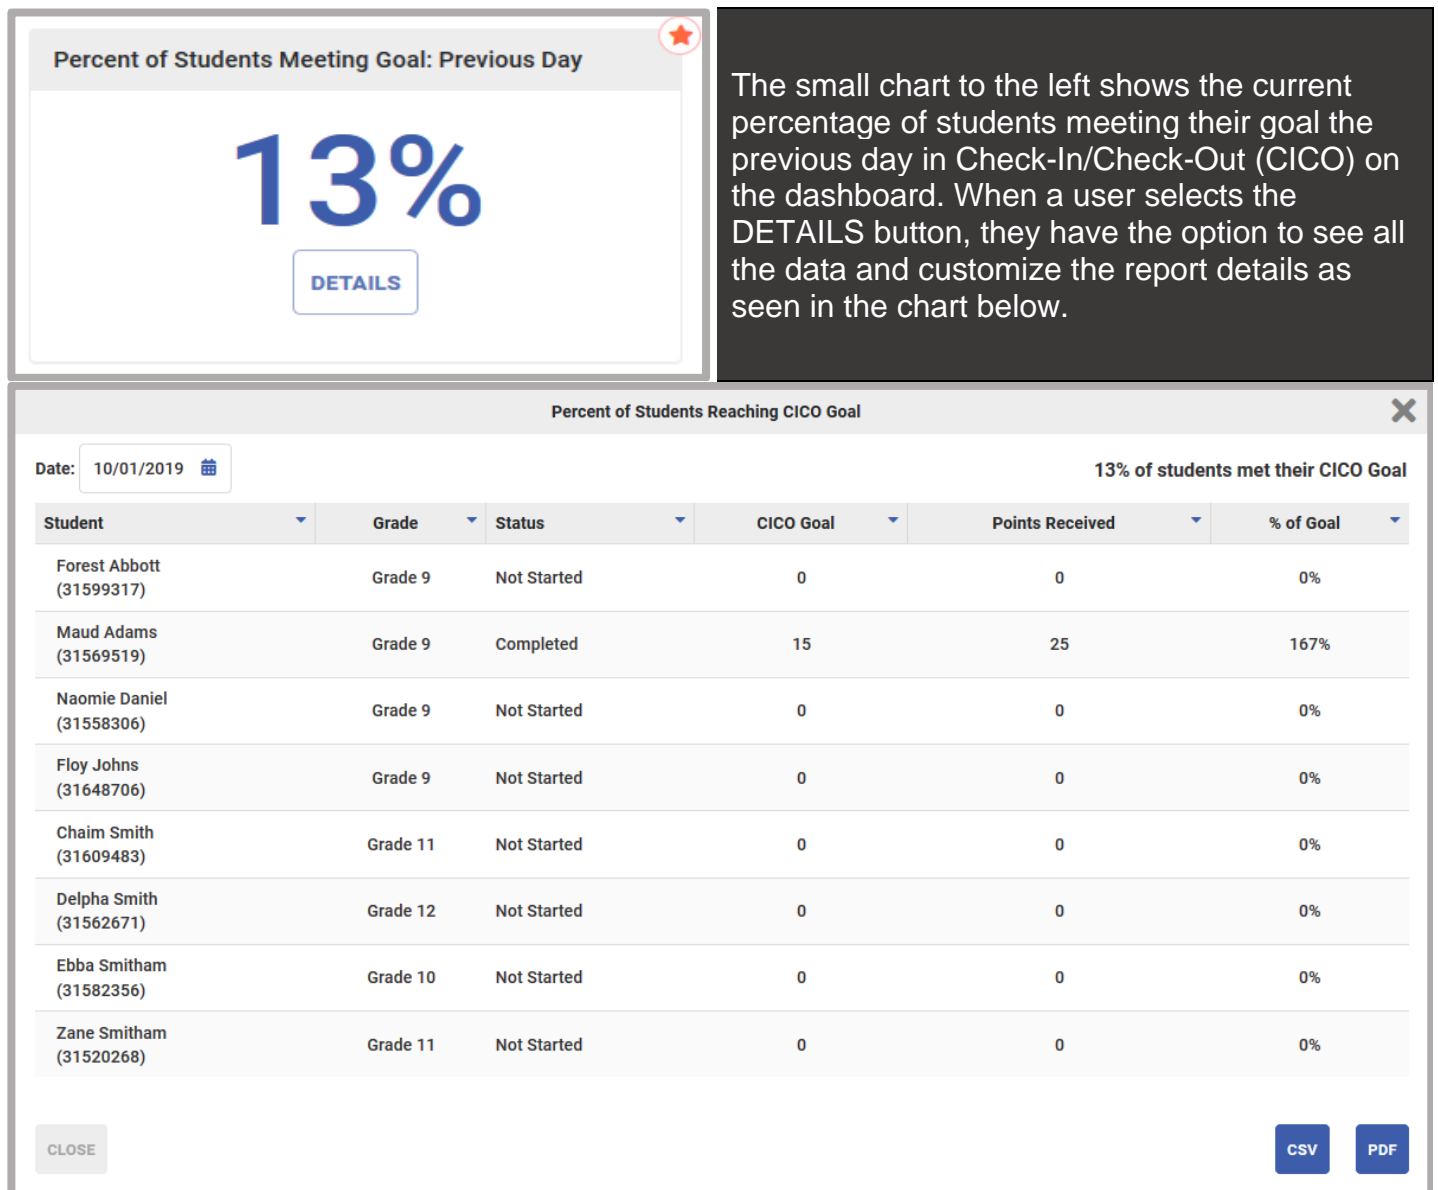 Percent of Students Meeting Goal: Previous Day
13%
DETAILS
The small chart to the left shows the current
percentage of students meeting their goal the
previous day in Check-In/Check-Out (CICO) on
the dashboard. When a user selects the
DETAILS button, they have the option to see all
the data and customize the report details as
seen in the chart below.
Percent of Students Reaching CICO Goal
Date: 10/01/2019
13% of students met their CICO Goal
Student Grade Status CICO Goal Points Received % of Goal
Forest Abbott
(31599317) Grade 9 Not Started 0 0 0%
Maud Adams
(31569519) Grade 9 Completed 15 25 167%
Naomie Daniel
(31558306) Grade 9 Not Started 0 0 0%
Floy Johns
(31648706) Grade 9 Not Started 0 0 0%
Chaim Smith
(31609483) Grade 11 Not Started 0 0 0%
Delpha Smith
(31562671) Grade 12 Not Started 0 0 0%
Ebba Smitham
(31582356) Grade 10 Not Started 0 0 0%
Zane Smitham
(31520268) Grade 11 Not Started 0 0 0%
CLOSE CSV PDF